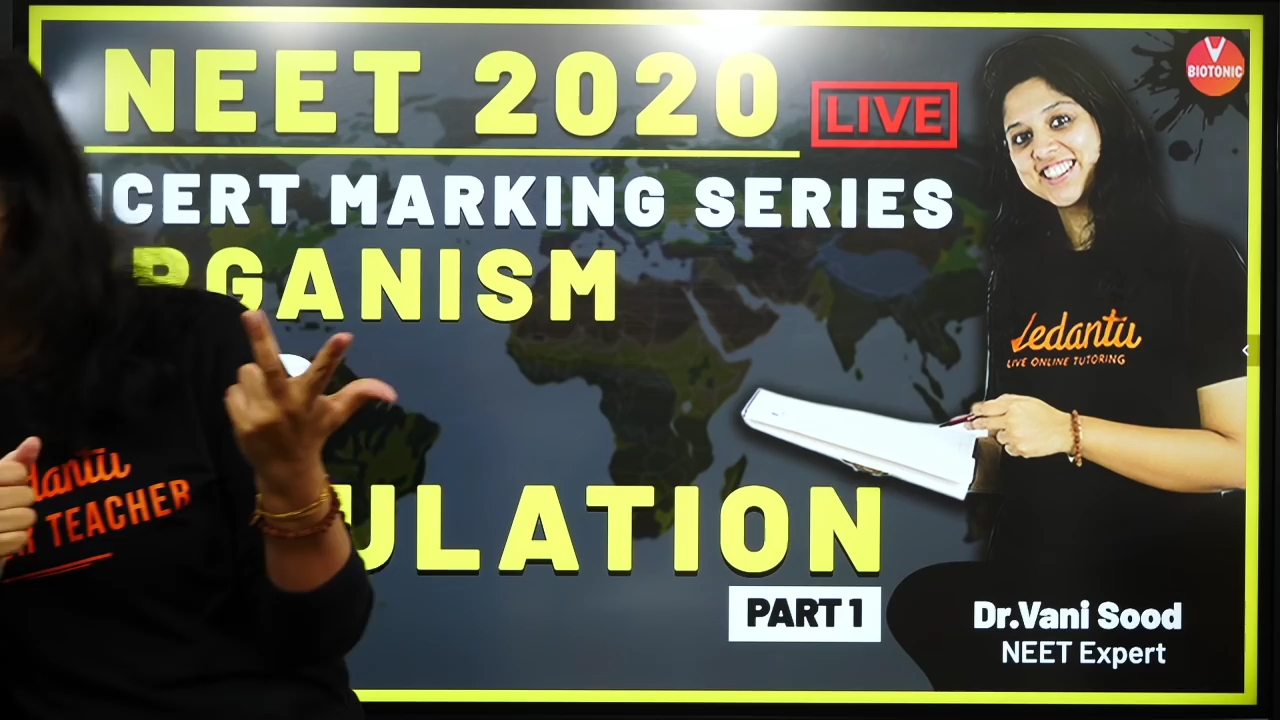 NEET 2020
LIVE
NCERT MARKING SERIES
RGANISM
ULATION
PART 1
V
BIOTONIC
Vedantu
LIVE ONLINE TUTORING
Dr.Vani Sood
NEET Expert
dantu
TEACHER